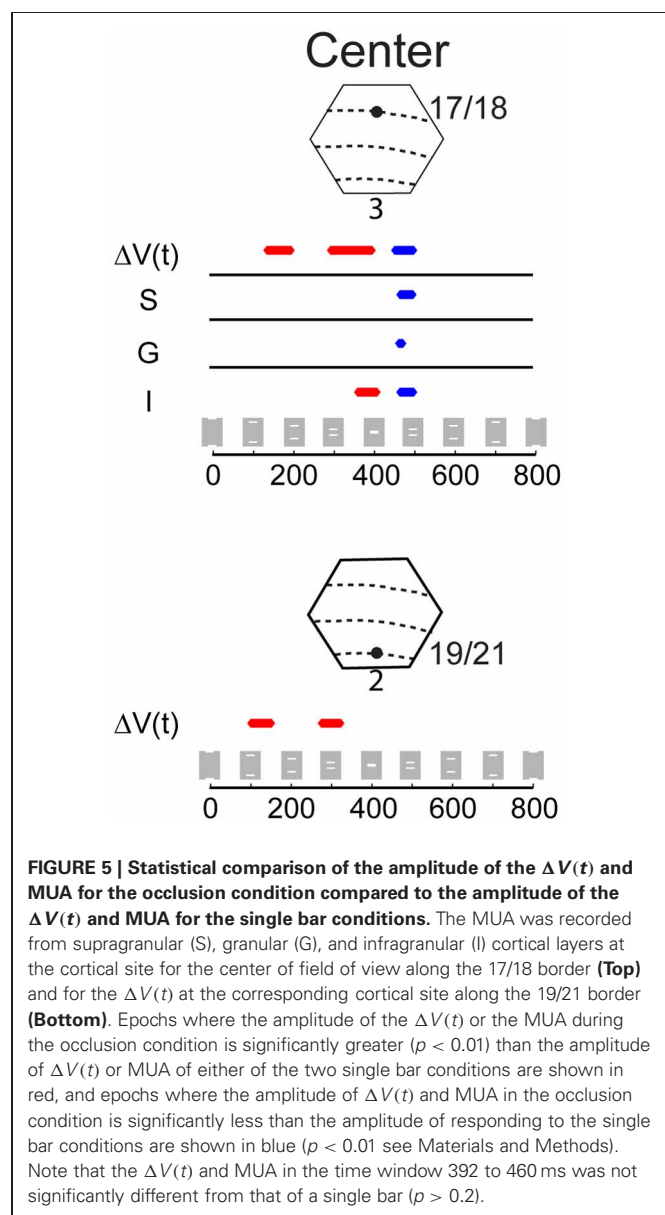 Center
17/18
3
ΔV(t)
S
G
I
0 200 400 600 800
19/21
2
ΔV(t)
0 200 400 600 800
FIGURE 5 | Statistical comparison of the amplitude of the ΔV(t) and
MUA for the occlusion condition compared to the amplitude of the
ΔV(t) and MUA for the single bar conditions. The MUA was recorded
from supragranular (S), granular (G), and infragranular (I) cortical layers at
the cortical site for the center of field of view along the 17/18 border (Top)
and for the ΔV(t) at the corresponding cortical site along the 19/21 border
(Bottom). Epochs where the amplitude of the ΔV(t) or the MUA during
the occlusion condition is significantly greater (p < 0.01) than the amplitude
of ΔV(t) or MUA of either of the two single bar conditions are shown in
red, and epochs where the amplitude of ΔV(t) and MUA in the occlusion
condition is significantly less than the amplitude of responding to the single
bar conditions are shown in blue (p < 0.01 see Materials and Methods).
Note that the ΔV(t) and MUA in the time window 392 to 460 ms was not
significantly different from that of a single bar (p > 0.2).